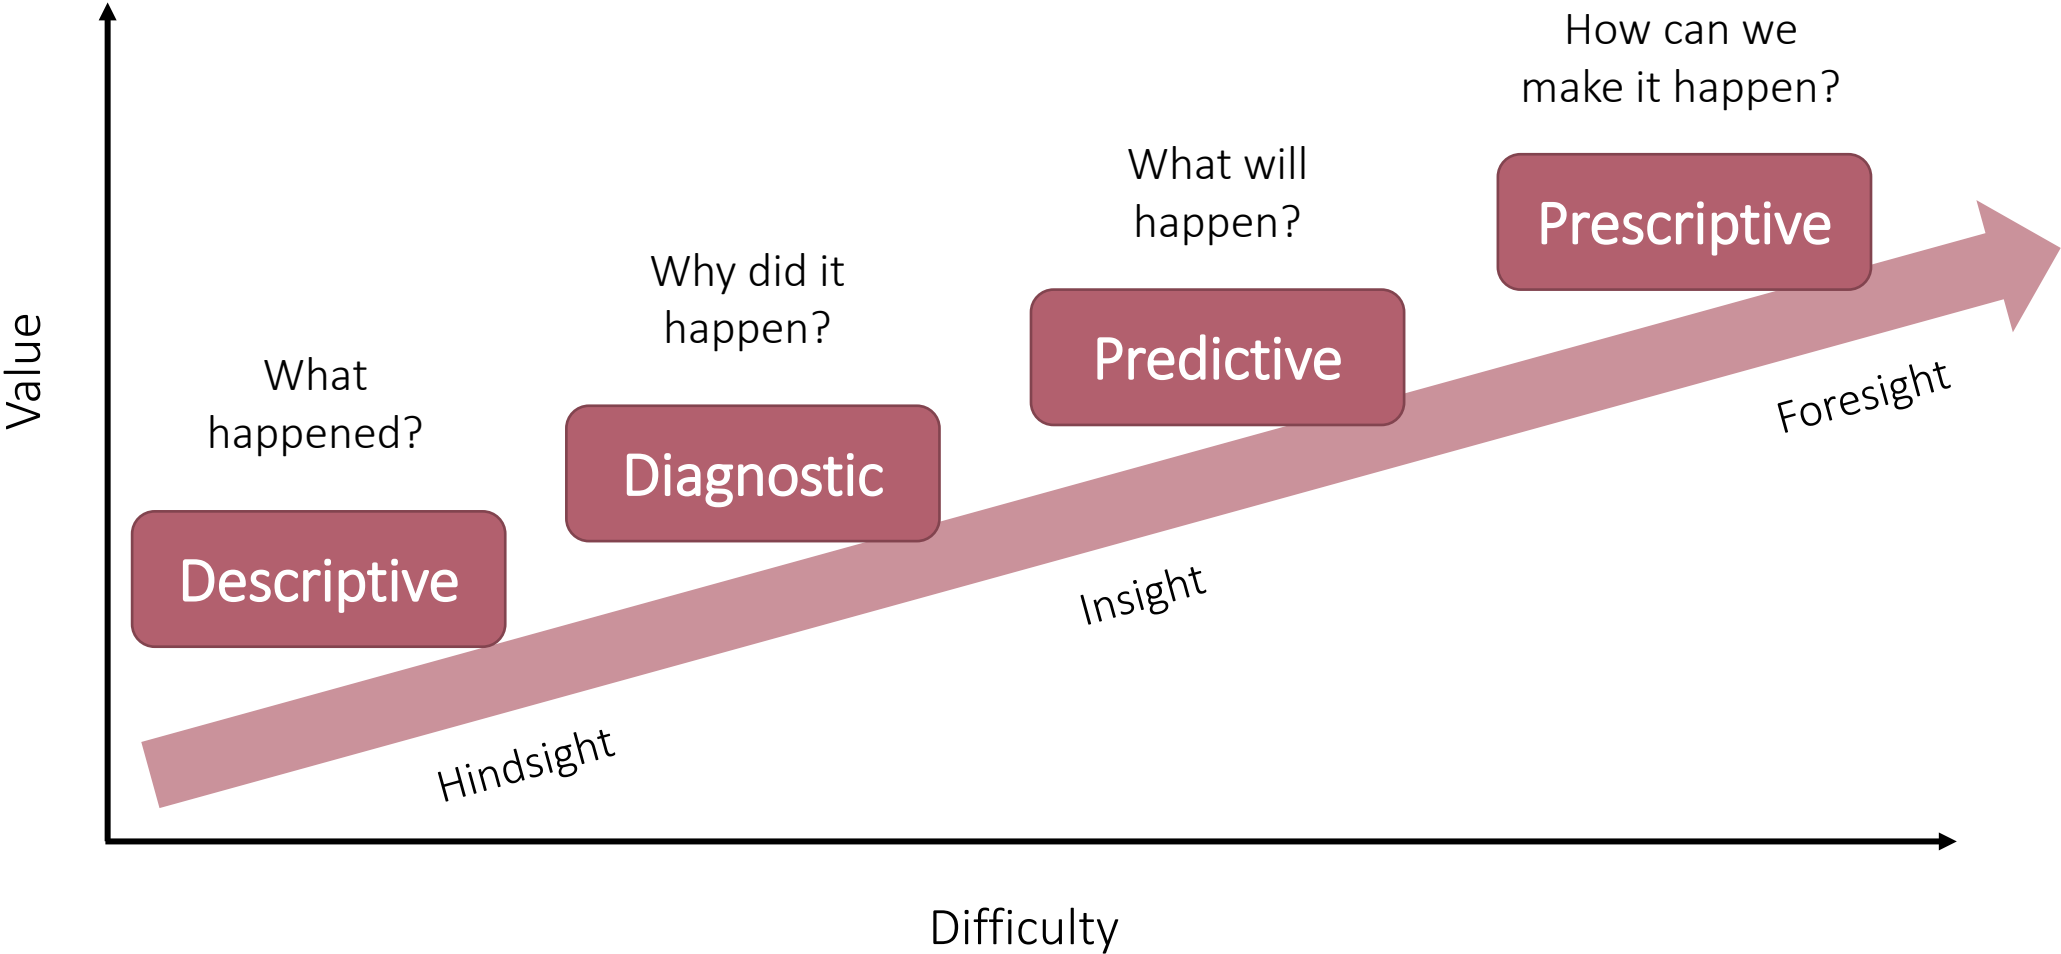 How can we
make it happen?
What will
happen?
Prescriptive
Why did it
happen?
Predictive
What
happened?
Diagnostic
Descriptive
Value
Hindsight
Insight
Foresight
Difficulty